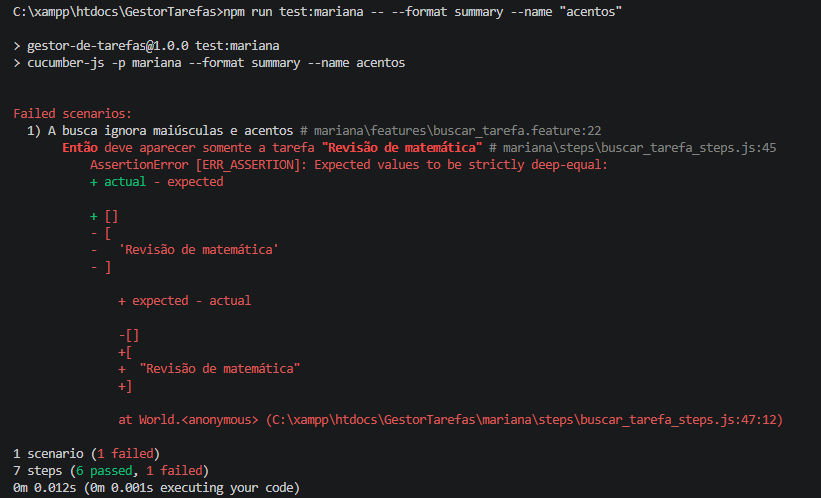 C:\xampp\htdocs\GestorTarefas>npm run test:mariana -- --format summary --name "acentos"
> gestor-de-tarefas@1.0.0 test:mariana
> cucumber-js -p mariana --format summary --name acentos
Failed scenarios:
1) A busca ignora maiúsculas e acentos # mariana\features\buscar_tarefa.feature:22
Então deve aparecer somente a tarefa "Revisão de matemática" # mariana\steps\buscar_tarefa_steps.js:45
AssertionError [ERR_ASSERTION]: Expected values to be strictly deep-equal:
+ actual - expected
+ []
- [
-   'Revisão de matemática'
- ]
+ expected - actual
-[]
+[
+  "Revisão de matemática"
+]
at World.<anonymous> (C:\xampp\htdocs\GestorTarefas\mariana\steps\buscar_tarefa_steps.js:47:12)
1 scenario (1 failed)
7 steps (6 passed, 1 failed)
0m 0.012s (0m 0.001s executing your code)